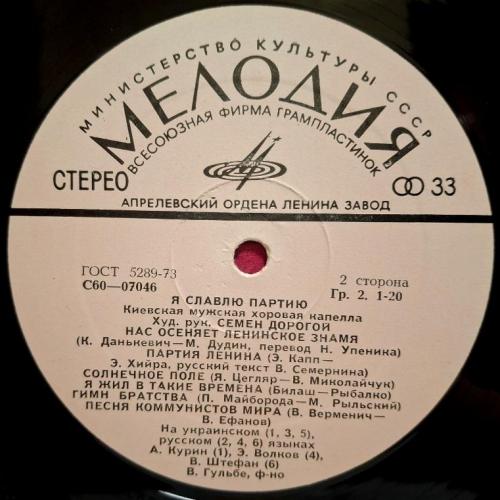 МИНИСТЕРСТВО КУЛЬТУРЫ СССР
МЕЛОДИЯ
ВСЕСОЮЗНАЯ ФИРМА ГРАМПЛАСТИНОК
СТЕРЕО
33
АПРЕЛЕВСКИЙ ОРДЕНА ЛЕНИНА ЗАВОД
ГОСТ 5289-73
С60—07046
2 сторона
Гр. 2. 1-20
Я СЛАВЛЮ ПАРТИЮ
Киевская мужская хоровая капелла
Худ. рук. СЕМЕН ДОРОГОЙ
НАС ОСЕНЯЕТ ЛЕНИНСКОЕ ЗНАМЯ
(К. Данькевич—М. Дудин, перевод Н. Упеника)
ПАРТИЯ ЛЕНИНА (Э. Капп—
Э. Хийра, русский текст В. Семернина)
СОЛНЕЧНОЕ ПОЛЕ (Я. Цегляр—В. Миколайчук)
Я ЖИЛ В ТАКИЕ ВРЕМЕНА (Билаш—Рыбалко)
ГИМН БРАТСТВА (П. Майборода—М. Рыльский)
ПЕСНЯ КОММУНИСТОВ МИРА (В. Верменич—
В. Ефанов)
На украинском (1, 3, 5),
русском (2, 4, 6) языках
А. Курин (1), Э. Волков (4),
В. Штефан (6)
В. Гульбе, ф-но